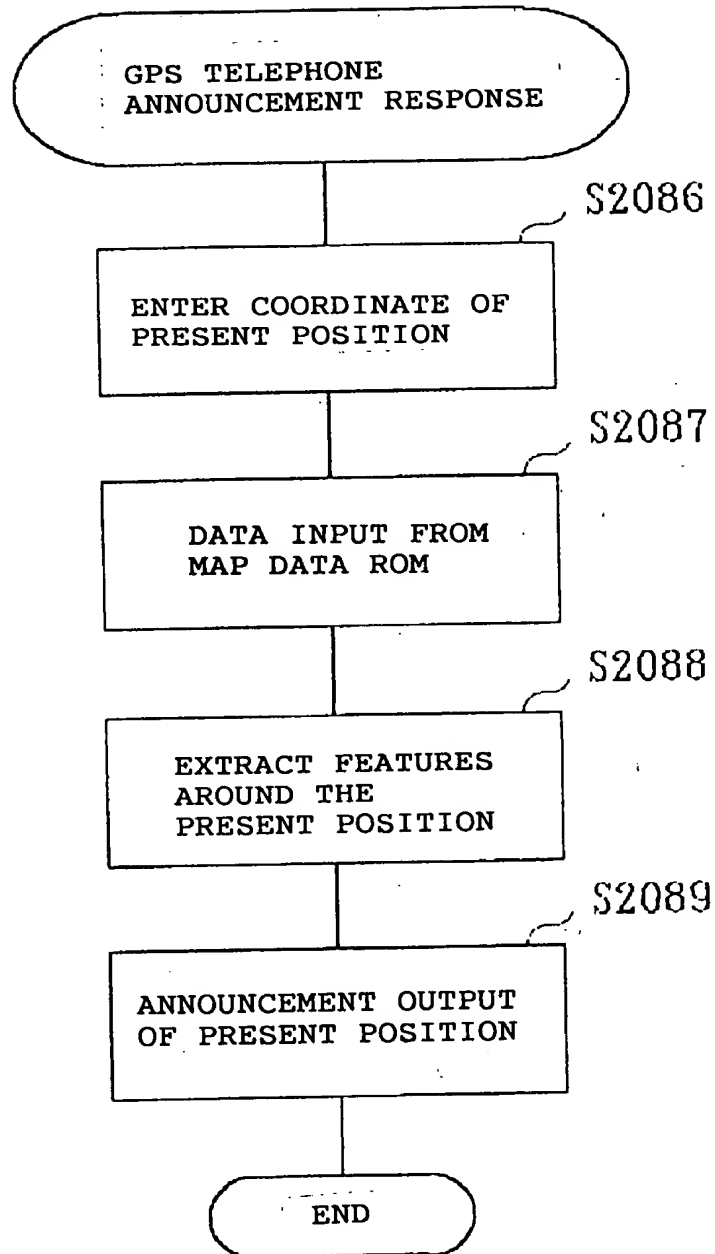 GPS TELEPHONE
ANNOUNCEMENT RESPONSE
S2086
ENTER COORDINATE OF
PRESENT POSITION
S2087
DATA INPUT FROM
MAP DATA ROM
S2088
EXTRACT FEATURES
AROUND THE
PRESENT POSITION
S2089
ANNOUNCEMENT OUTPUT
OF PRESENT POSITION
END